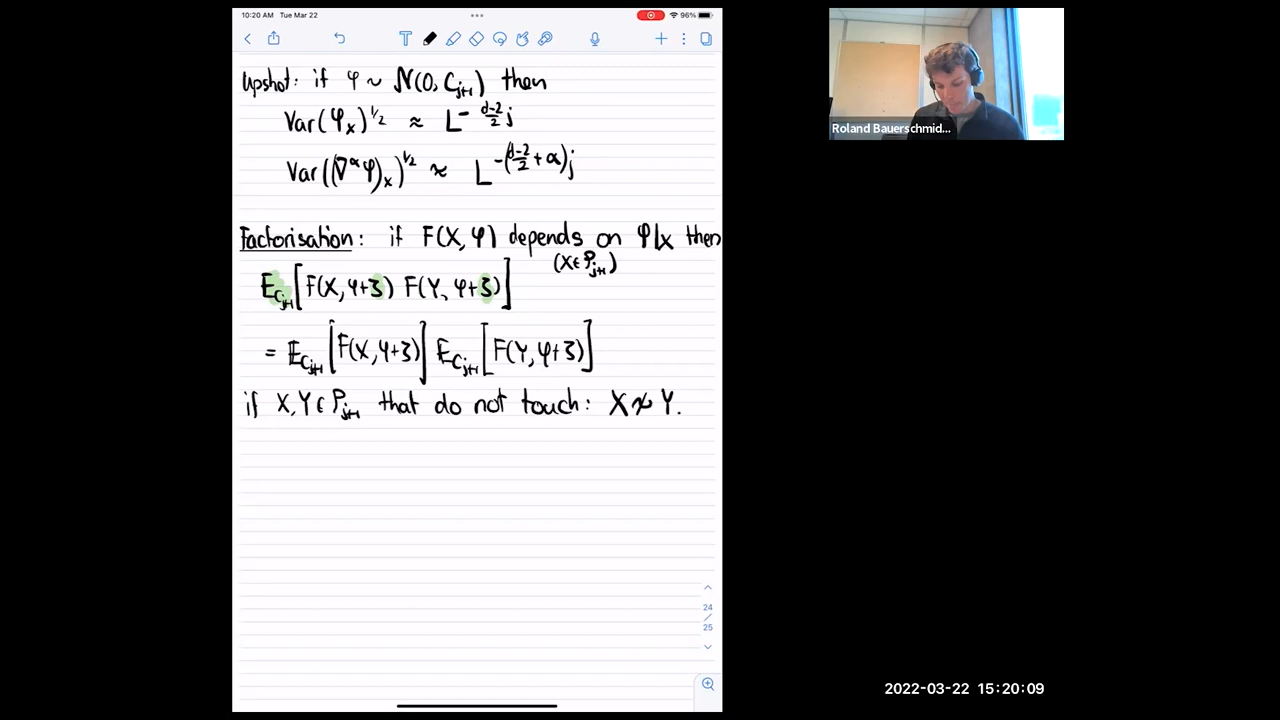 10:20 AM Tue Mar 22
96%
Upshot: if φ ~ N(0, C_{j+1}) then
Var(φ_x)^{1/2} ≈ L^{-\frac{d-2}{2}j}
Var((∇^α φ)_x)^{1/2} ≈ L^{-(\frac{d-2}{2}+α)j}
Factorisation: if F(X, φ) depends on φ|_X then
(X ∈ P_{j+1})
E_{C_{j+1}}[F(X, φ+ζ) F(Y, φ+ζ)]
= E_{C_{j+1}}[F(X, φ+ζ)] E_{C_{j+1}}[F(Y, φ+ζ)]
if X, Y ∈ P_{j+1} that do not touch: X ≁ Y.
24
25
T
Roland Bauerschmid...
2022-03-22 15:20:09